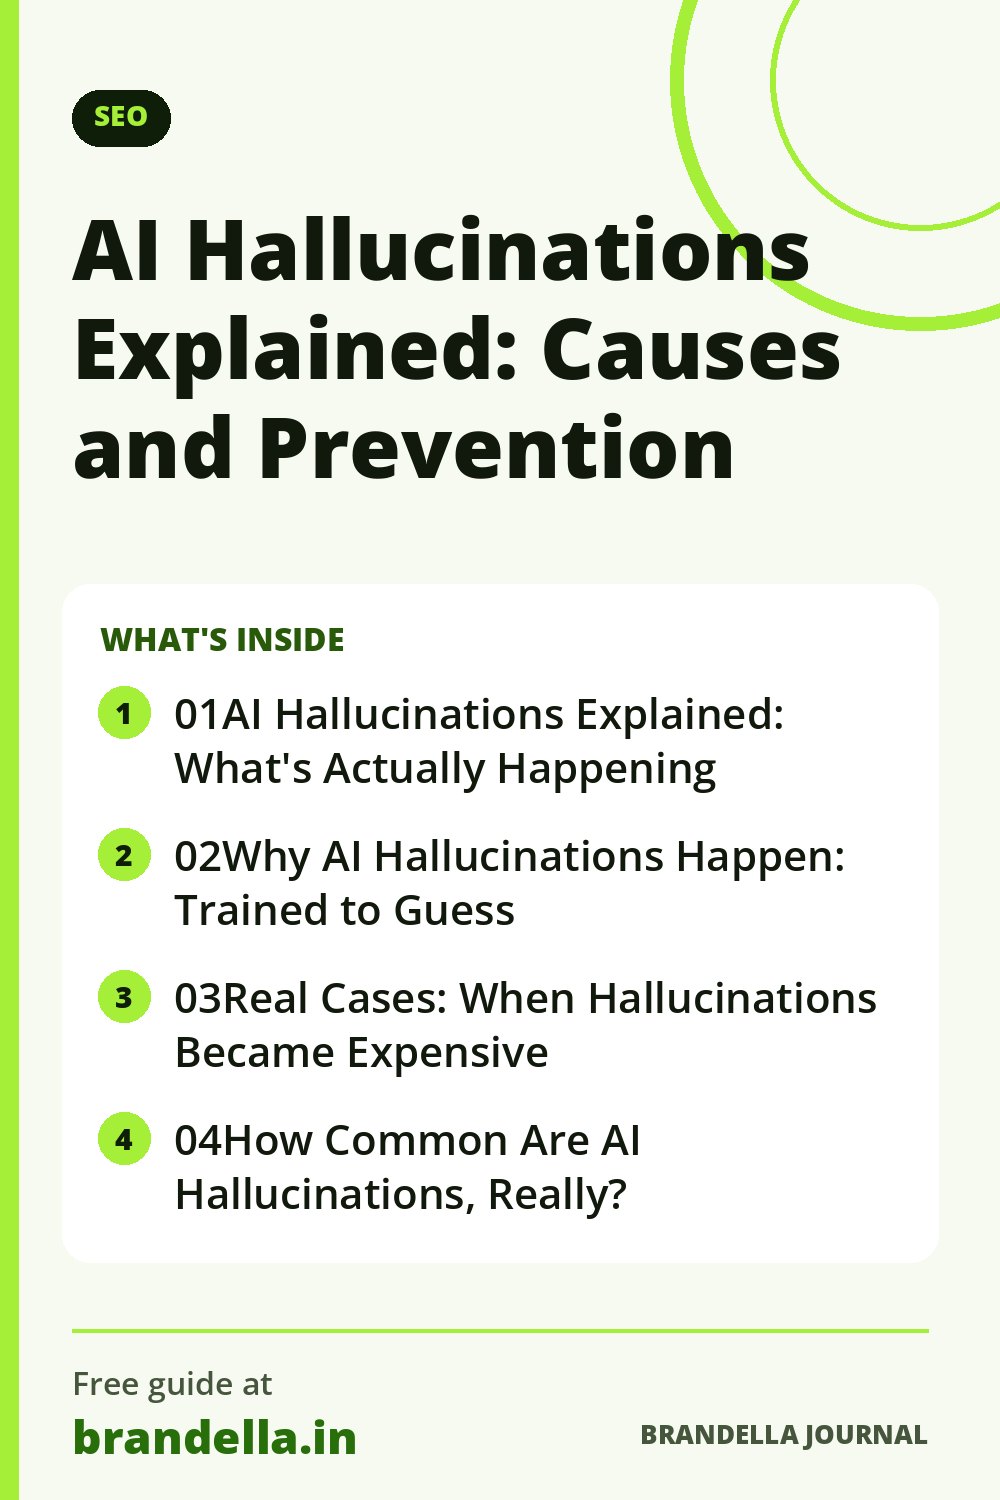 SEO
AI Hallucinations
Explained: Causes
and Prevention
WHAT'S INSIDE
1 01AI Hallucinations Explained:
What's Actually Happening
2 02Why AI Hallucinations Happen:
Trained to Guess
3 03Real Cases: When Hallucinations
Became Expensive
4 04How Common Are AI
Hallucinations, Really?
Free guide at
brandella.in
BRANDELLA JOURNAL